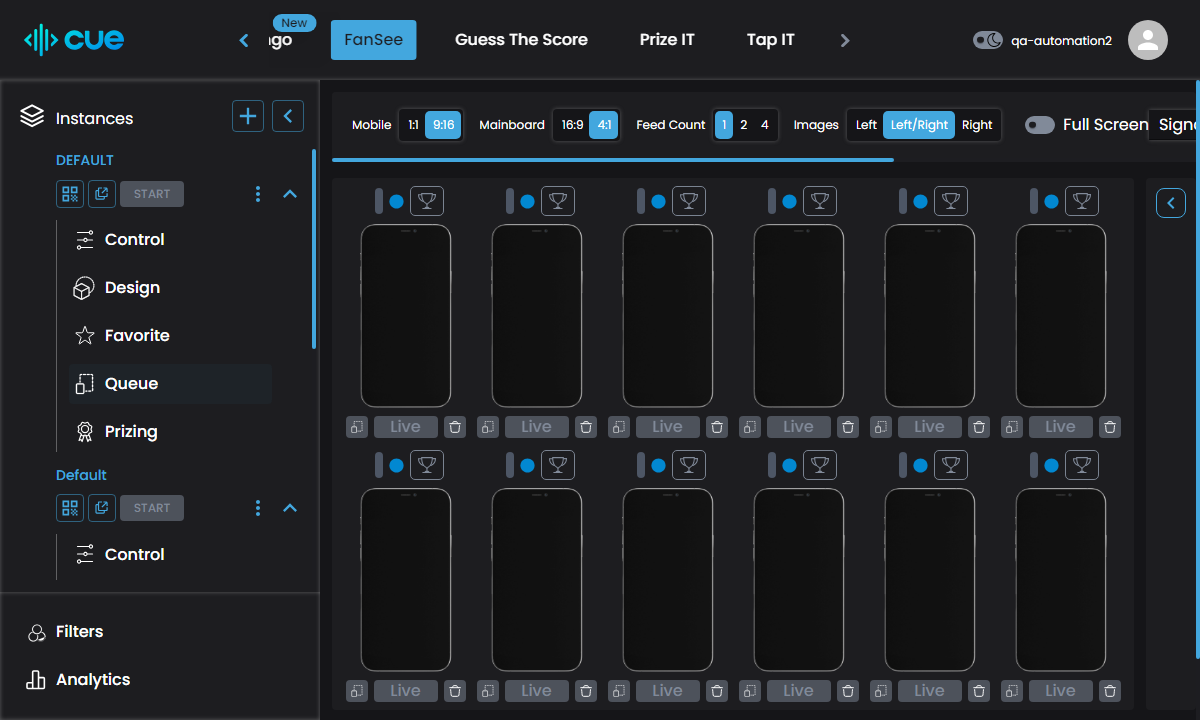 cue
New
ngo
FanSee
Guess The Score
Prize IT
Tap IT
qa-automation2
Instances
DEFAULT
START
Control
Design
Favorite
Queue
Prizing
Default
START
Control
Filters
Analytics
Mobile 1:1 9:16 Mainboard 16:9 4:1 Feed Count 1 2 4 Images Left Left/Right Right Full Screen
Live Live Live Live Live Live
Live Live Live Live Live Live